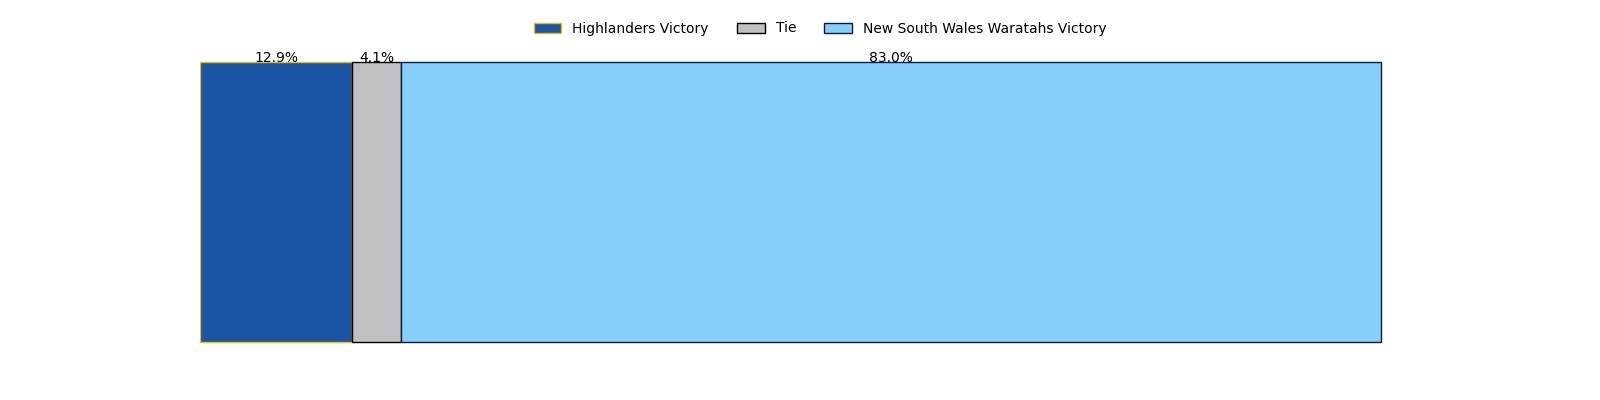 Highlanders Victory Tie New South Wales Waratahs Victory
12.9% 4.1% 83.0%